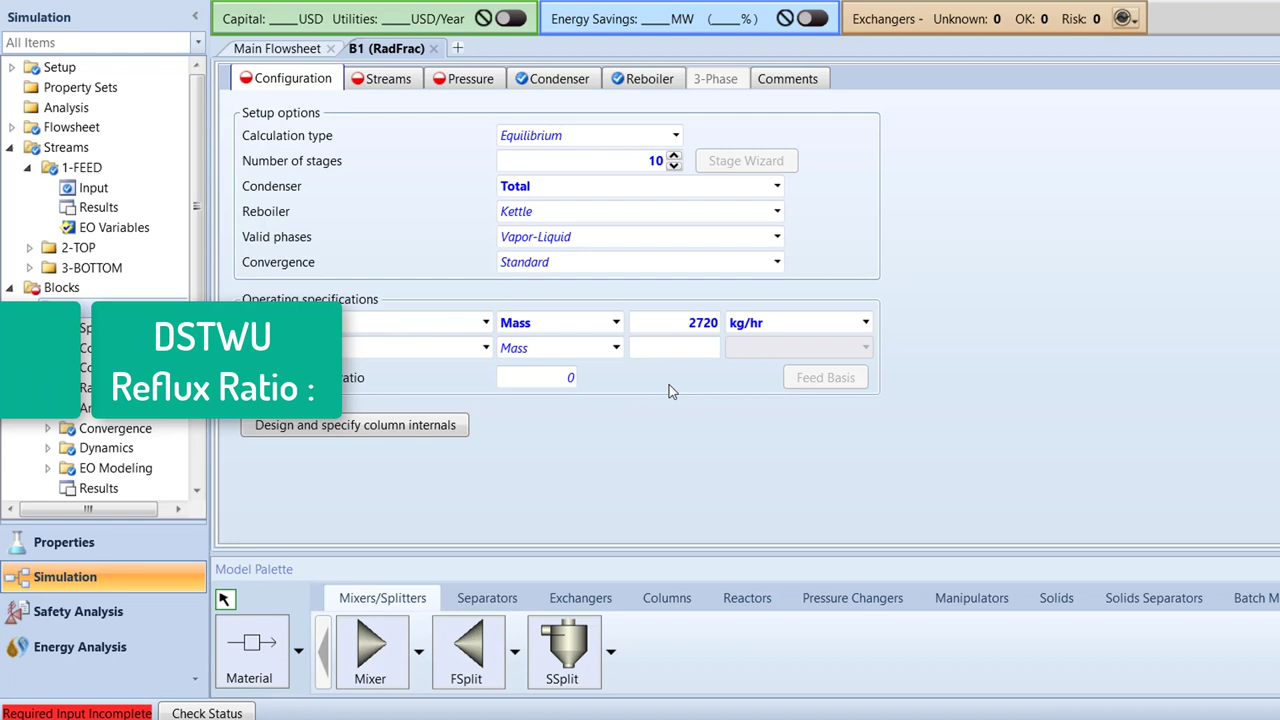 Simulation
Capital: ____USD Utilities: ____USD/Year
Energy Savings: ____MW (____%)
Exchangers - Unknown: 0 OK: 0 Risk: 0
All Items
Main Flowsheet
B1 (RadFrac)
Setup
Property Sets
Analysis
Flowsheet
Streams
1-FEED
Input
Results
EO Variables
2-TOP
3-BOTTOM
Blocks
Convergence
Dynamics
EO Modeling
Results
Properties
Simulation
Safety Analysis
Energy Analysis
Configuration
Streams
Pressure
Condenser
Reboiler
3-Phase
Comments
Setup options
Calculation type Equilibrium
Number of stages 10 Stage Wizard
Condenser Total
Reboiler Kettle
Valid phases Vapor-Liquid
Convergence Standard
Operating specifications
Mass 2720 kg/hr
Mass
0 Feed Basis
DSTWU
Reflux Ratio :
Design and specify column internals
Model Palette
Mixers/Splitters Separators Exchangers Columns Reactors Pressure Changers Manipulators Solids Solids Separators Batch M
Material Mixer FSplit SSplit
Required Input Incomplete
Check Status